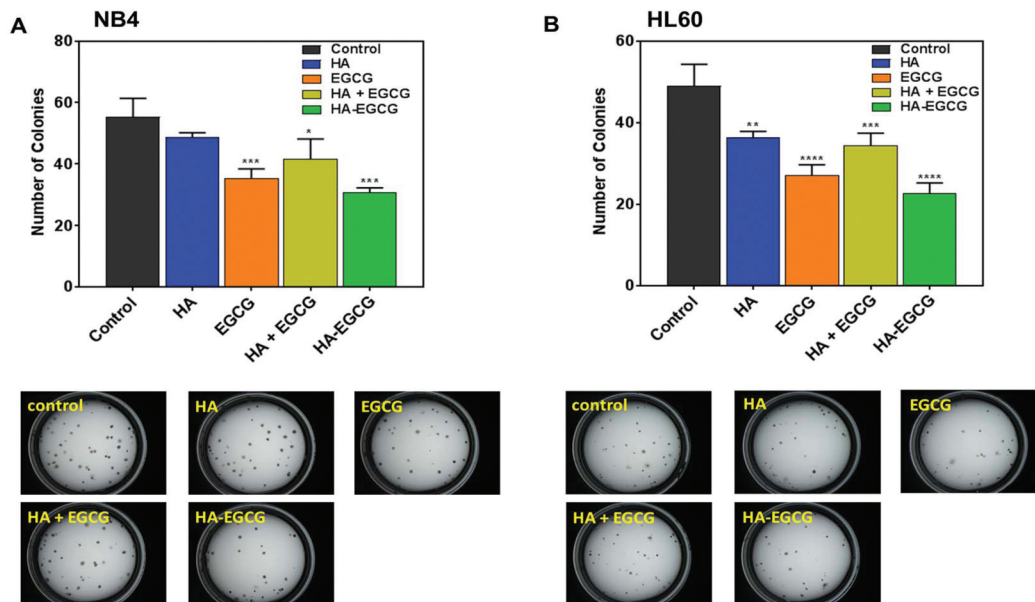 A
NB4
Number of Colonies
80
60
40
20
0
Control
HA
EGCG
HA + EGCG
HA-EGCG
***
*
***
Control
HA
EGCG
HA + EGCG
HA-EGCG
control
HA
EGCG
HA + EGCG
HA-EGCG
B
HL60
Number of Colonies
60
40
20
0
Control
HA
EGCG
HA + EGCG
HA-EGCG
**
****
***
****
Control
HA
EGCG
HA + EGCG
HA-EGCG
control
HA
EGCG
HA + EGCG
HA-EGCG